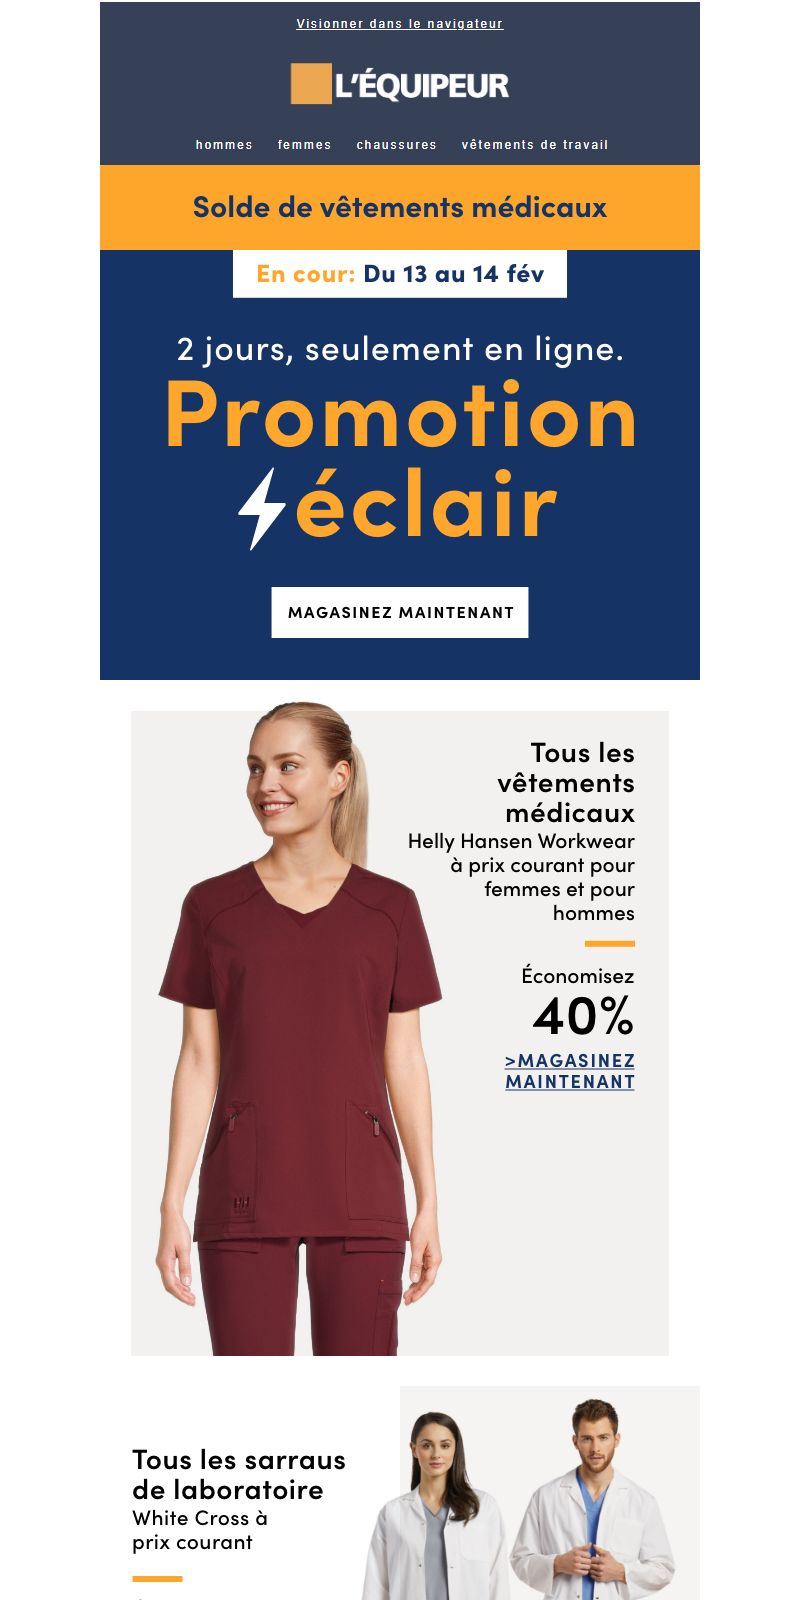 Visionner dans le navigateur
L'ÉQUIPEUR
hommes femmes chaussures vêtements de travail
Solde de vêtements médicaux
En cour: Du 13 au 14 fév
2 jours, seulement en ligne.
Promotion
éclair
MAGASINEZ MAINTENANT
Tous les
vêtements
médicaux
Helly Hansen Workwear
à prix courant pour
femmes et pour
hommes
Économisez
40%
>MAGASINEZ
MAINTENANT
HH
Tous les sarraus
de laboratoire
White Cross à
prix courant